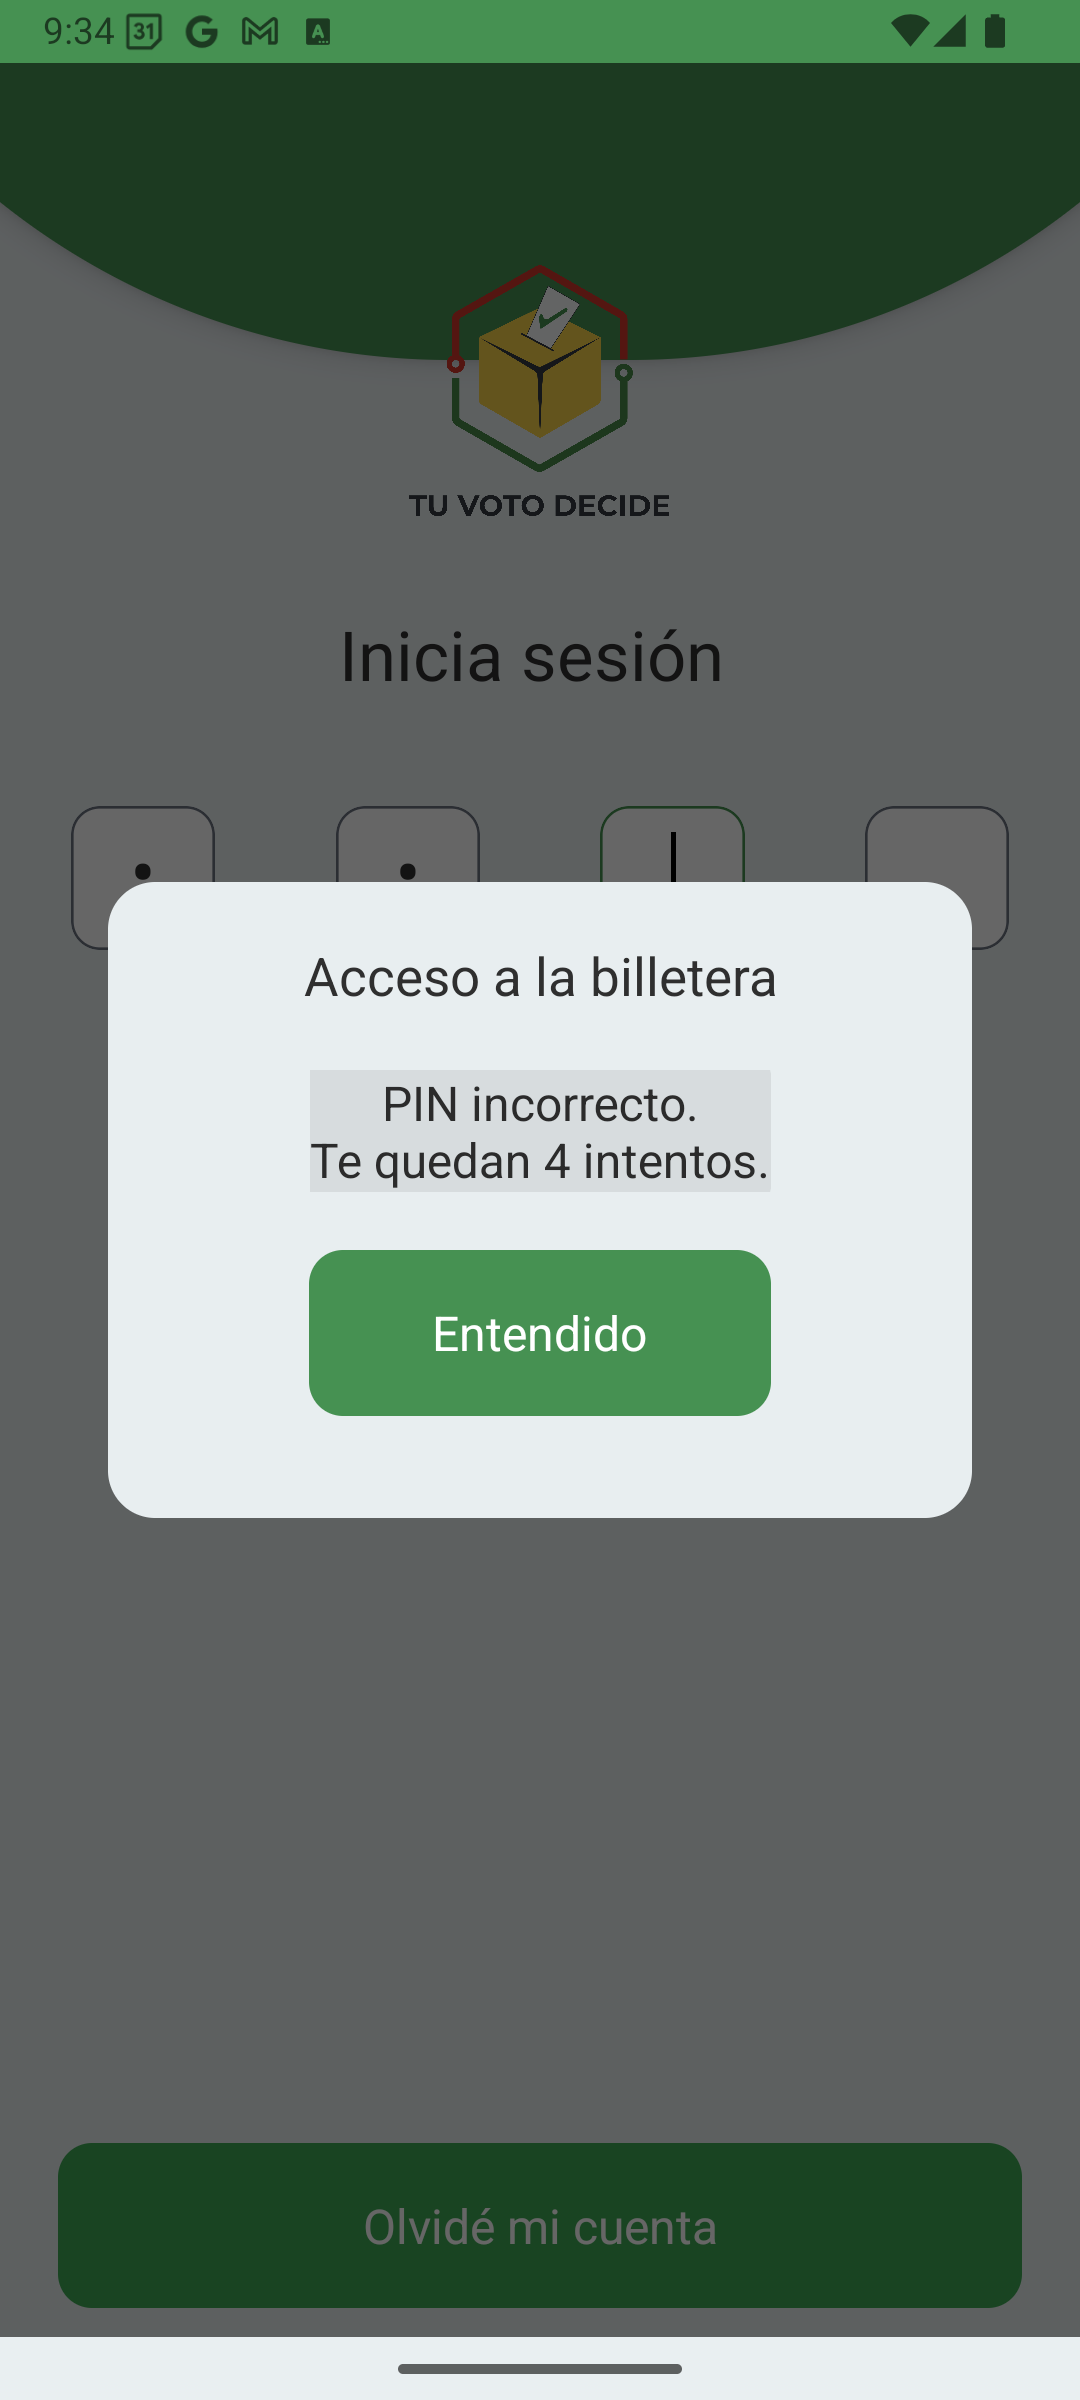 9:34
31
G
M
A
TU VOTO DECIDE
Inicia sesión
Acceso a la billetera
PIN incorrecto.
Te quedan 4 intentos.
Entendido
Olvidé mi cuenta